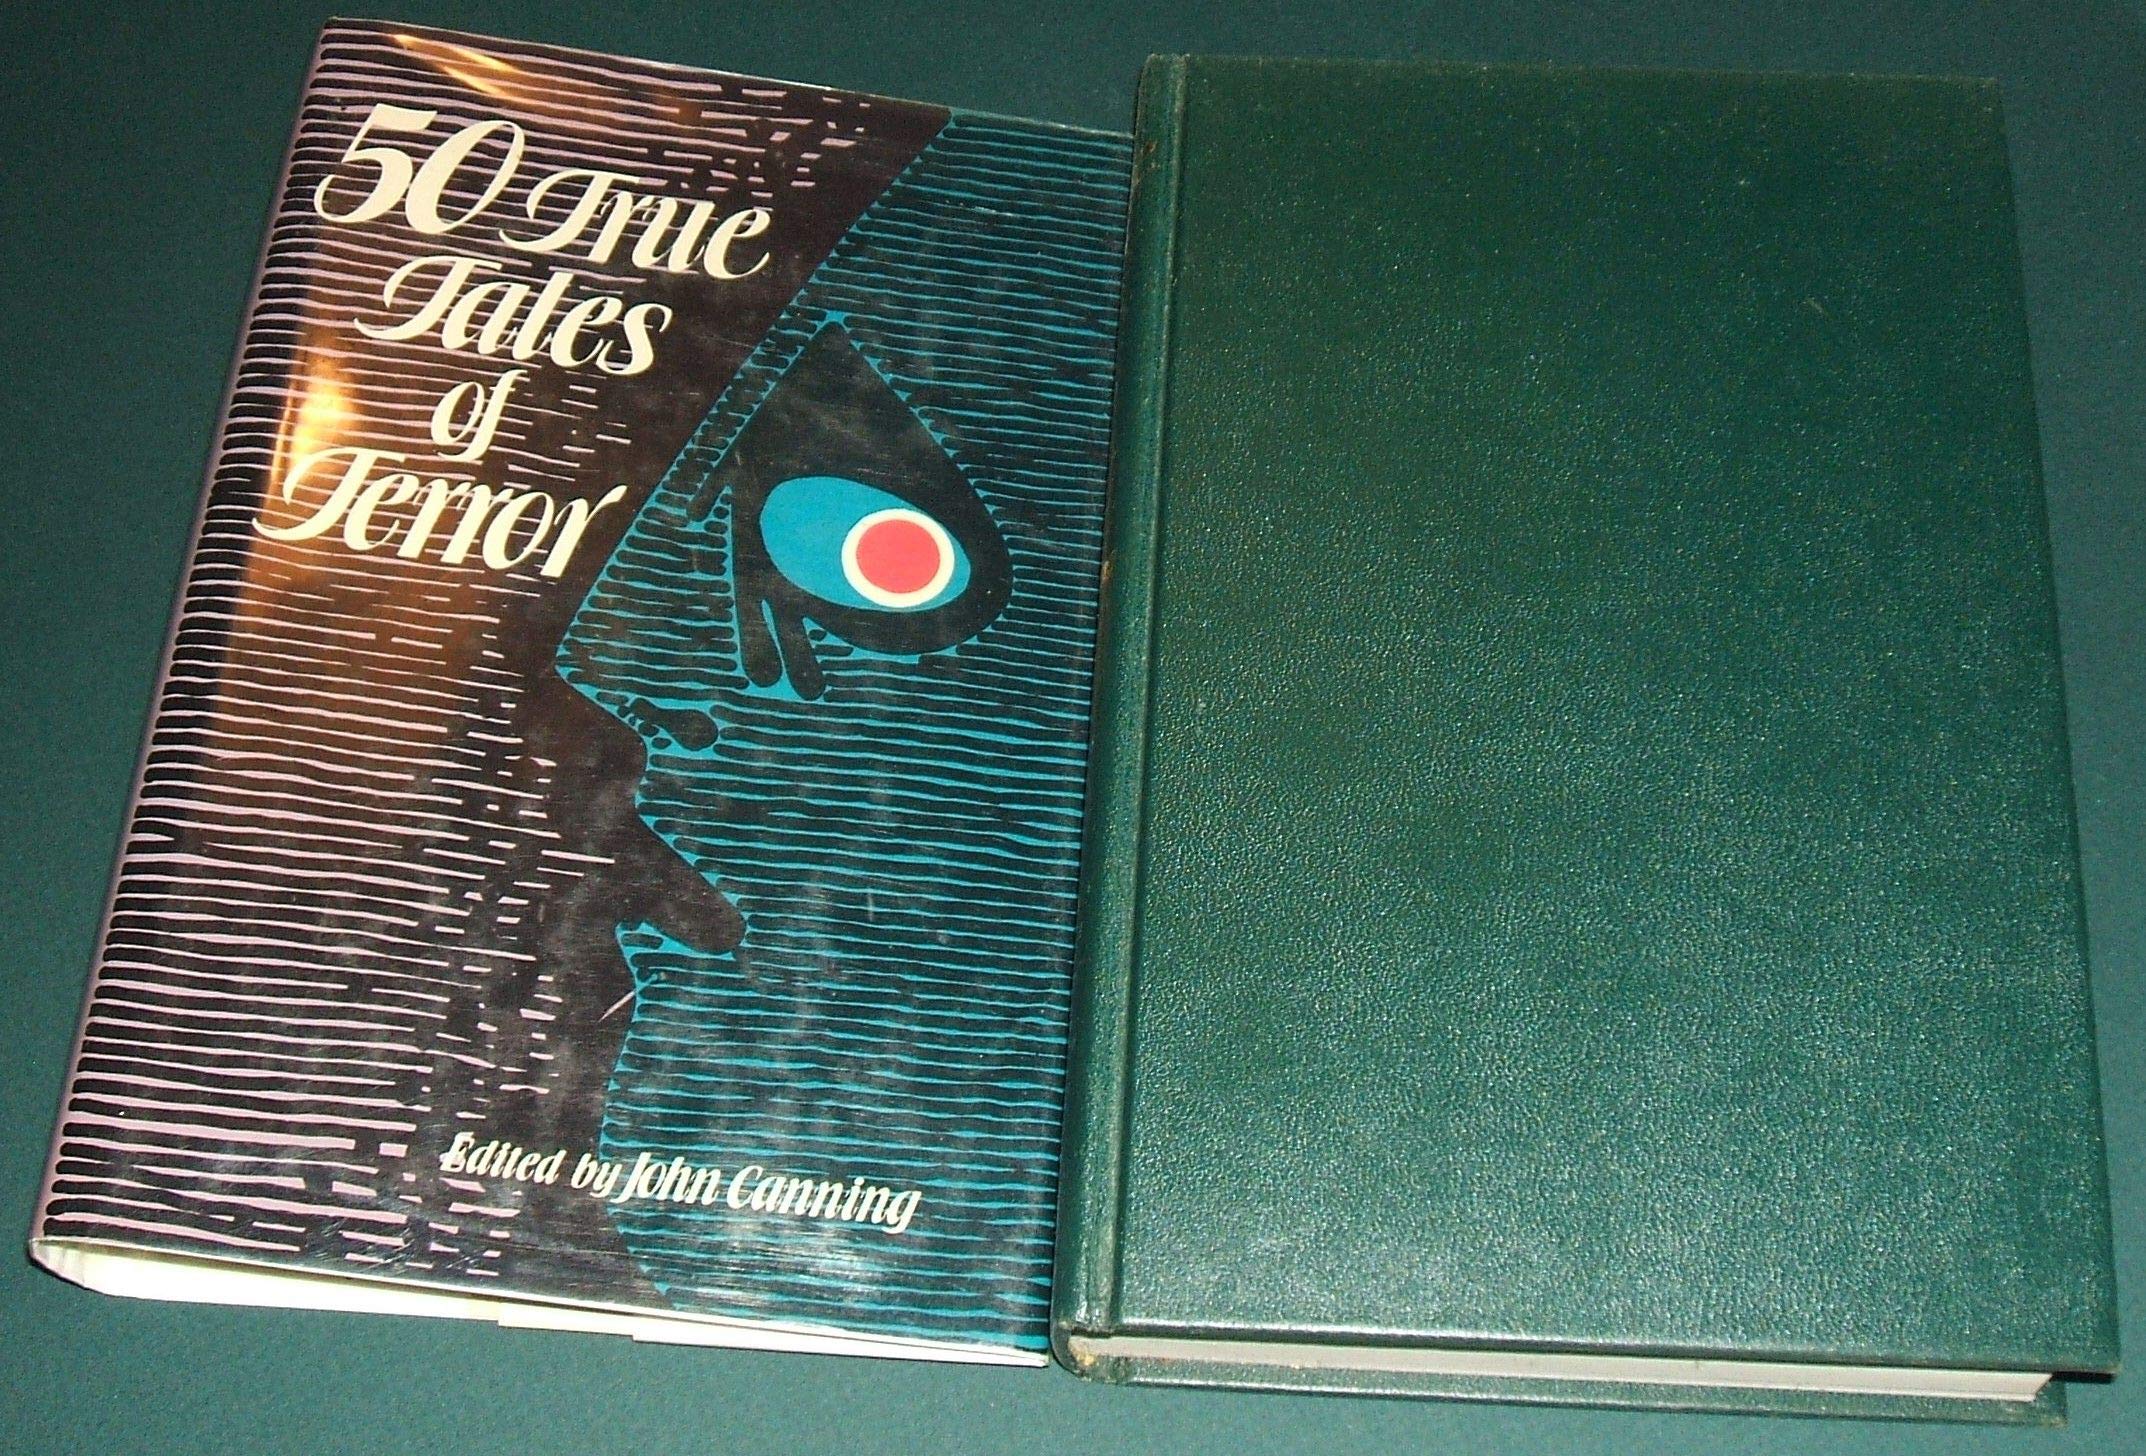 50 True
Tales
of
Terror
Edited by John Canning